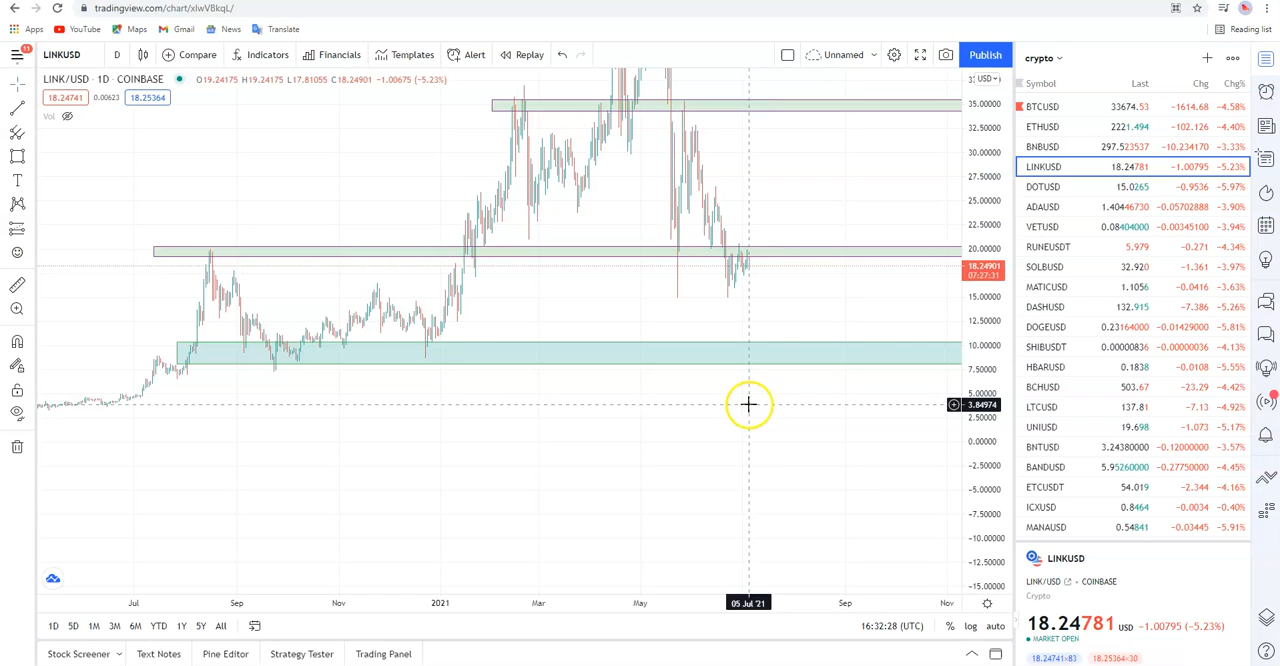 tradingview.com/chart/xIwVBkqL/
Apps YouTube Maps Gmail News Translate Reading list
11
LINKUSD D Compare Indicators Financials Templates Alert Replay Unnamed Publish
LINK/USD · 1D · COINBASE O19.24175 H19.24175 L17.81055 C18.24901 -1.00675 (-5.23%)
18.24741 0.00623 18.25364
Vol
USD
35.00000
32.50000
30.00000
27.50000
25.00000
22.50000
20.00000
18.24901
07:27:31
15.00000
12.50000
10.00000
7.50000
5.00000
3.84974
2.50000
0.00000
-2.50000
-5.00000
-7.50000
-10.00000
-12.50000
-15.00000
Jul Sep Nov 2021 Mar May 05 Jul '21 Sep Nov
1D 5D 1M 3M 6M YTD 1Y 5Y All 16:32:28 (UTC) % log auto
Stock Screener Text Notes Pine Editor Strategy Tester Trading Panel
crypto
Symbol Last Chg Chg%
BTCUSD 33674.53 -1614.68 -4.58%
ETHUSD 2221.494 -102.126 -4.40%
BNBUSD 297.523537 -10.234170 -3.33%
LINKUSD 18.24781 -1.00795 -5.23%
DOTUSD 15.0265 -0.9536 -5.97%
ADAUSD 1.40446730 -0.05702888 -3.90%
VETUSD 0.08404000 -0.00345100 -3.94%
RUNEUSDT 5.979 -0.271 -4.34%
SOLBUSD 32.920 -1.361 -3.97%
MATICUSD 1.1056 -0.0416 -3.63%
DASHUSD 132.915 -7.386 -5.26%
DOGEUSD 0.23164000 -0.01429000 -5.81%
SHIBUSDT 0.00000836 -0.00000036 -4.13%
HBARUSD 0.1838 -0.0108 -5.55%
BCHUSD 503.67 -23.29 -4.42%
LTCUSD 137.81 -7.13 -4.92%
UNIUSD 19.698 -1.073 -5.17%
BNTUSD 3.24380000 -0.12000000 -3.57%
BANDUSD 5.95260000 -0.27750000 -4.45%
ETCUSDT 54.019 -2.344 -4.16%
ICXUSD 0.8464 -0.0034 -0.40%
MANAUSD 0.54841 -0.03445 -5.91%
LINKUSD
LINK/USD · COINBASE
Crypto
18.24781 USD -1.00795 (-5.23%)
MARKET OPEN
18.24741×83 18.25364×30